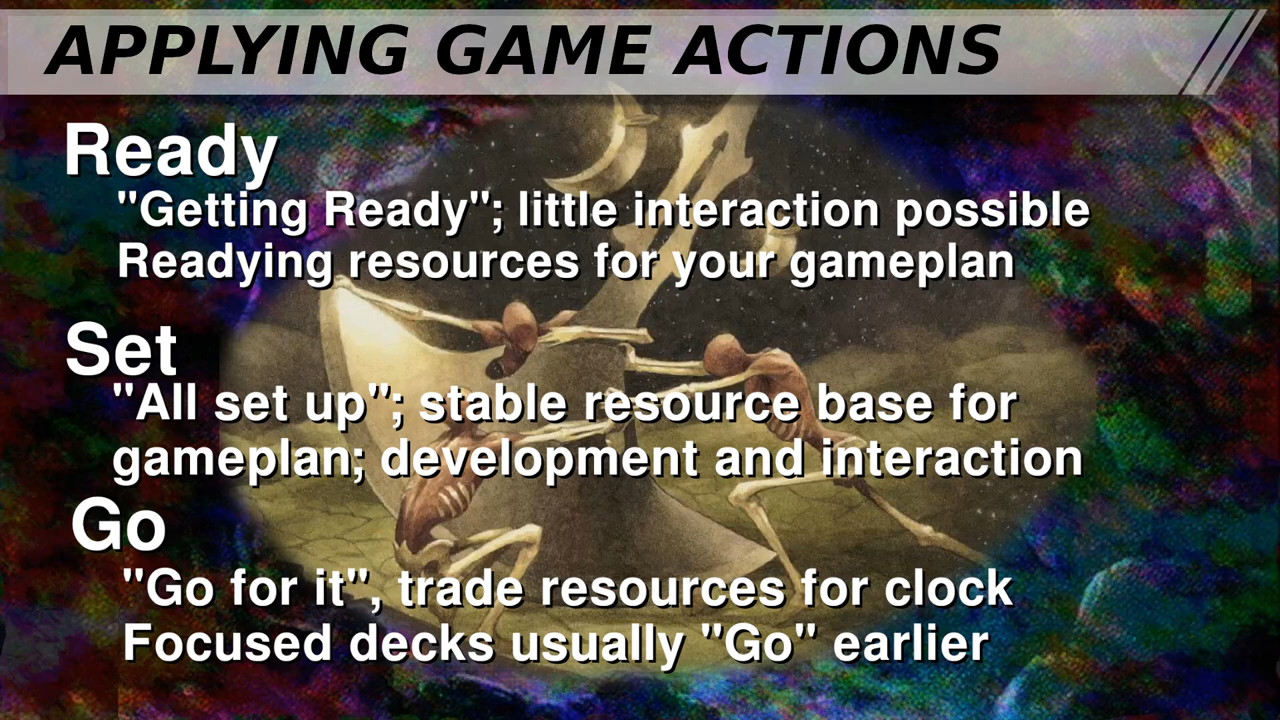 APPLYING GAME ACTIONS
Ready
"Getting Ready"; little interaction possible
Readying resources for your gameplan
Set
"All set up"; stable resource base for
gameplan; development and interaction
Go
"Go for it", trade resources for clock
Focused decks usually "Go" earlier